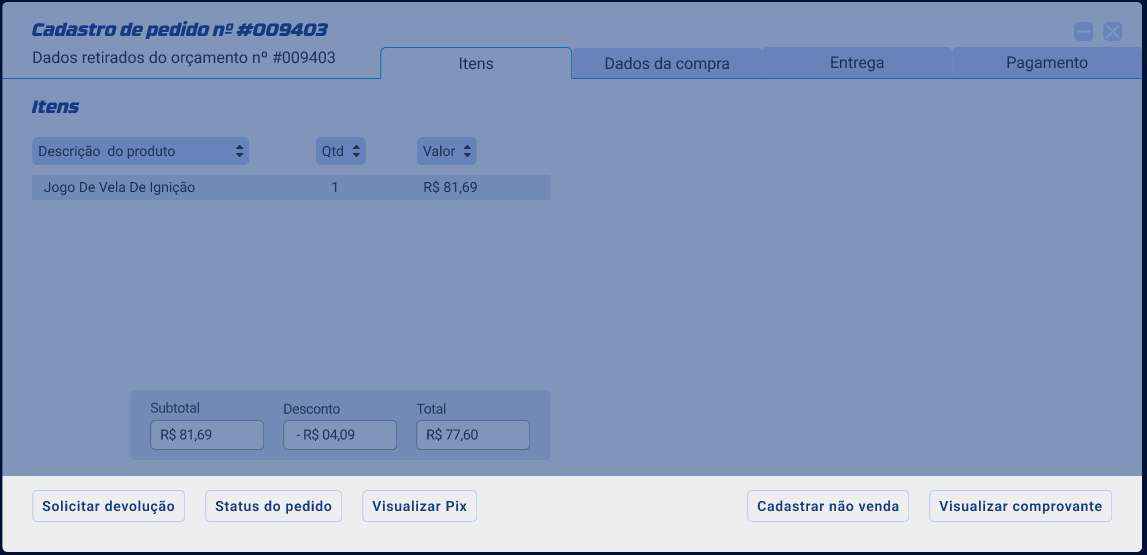 Cadastro de pedido nº #009403
Dados retirados do orçamento nº #009403
Itens
Dados da compra
Entrega
Pagamento
Itens
Descrição do produto
Qtd
Valor
Jogo De Vela De Ignição
1
R$ 81,69
Subtotal
Desconto
Total
R$ 81,69
- R$ 04,09
R$ 77,60
Solicitar devolução
Status do pedido
Visualizar Pix
Cadastrar não venda
Visualizar comprovante